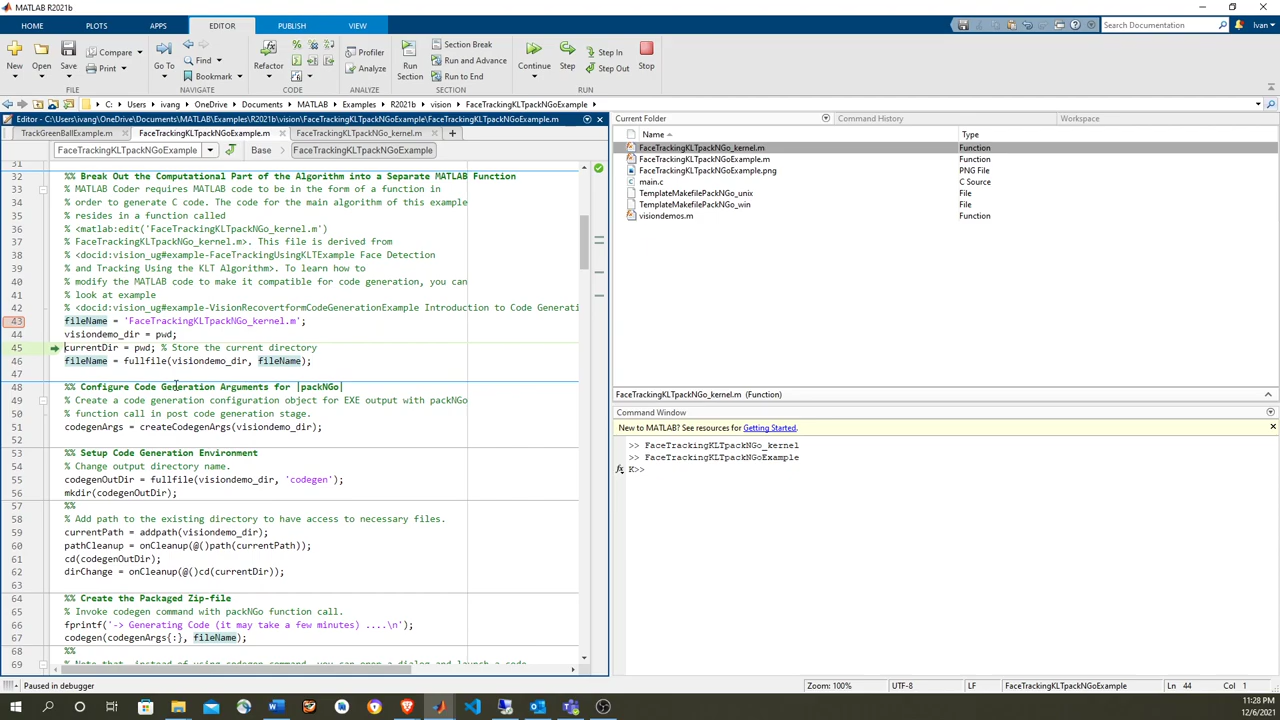 MATLAB R2021b
HOME PLOTS APPS EDITOR PUBLISH VIEW
Search Documentation
Ivan
New Open Save Compare Print
Go To Find Bookmark
Refactor
Profiler Analyze
Run Section
Section Break Run and Advance Run to End
Continue Step Step In Step Out Stop
FILE NAVIGATE CODE ANALYZE SECTION RUN
C: Users ivang OneDrive Documents MATLAB Examples R2021b vision FaceTrackingKLTpackNGoExample
Editor - C:\Users\ivang\OneDrive\Documents\MATLAB\Examples\R2021b\vision\FaceTrackingKLTpackNGoExample\FaceTrackingKLTpackNGoExample.m
TrackGreenBallExample.m FaceTrackingKLTpackNGoExample.m FaceTrackingKLTpackNGo_kernel.m
FaceTrackingKLTpackNGoExample Base FaceTrackingKLTpackNGoExample
31
32 %% Break Out the Computational Part of the Algorithm into a Separate MATLAB Function
33 % MATLAB Coder requires MATLAB code to be in the form of a function in
34 % order to generate C code. The code for the main algorithm of this example
35 % resides in a function called
36 % <matlab:edit('FaceTrackingKLTpackNGo_kernel.m')
37 % FaceTrackingKLTpackNGo_kernel.m>. This file is derived from
38 % <docid:vision_ug#example-FaceTrackingUsingKLTExample Face Detection
39 % and Tracking Using the KLT Algorithm>. To learn how to
40 % modify the MATLAB code to make it compatible for code generation, you can
41 % look at example
42 % <docid:vision_ug#example-VisionRecovertformCodeGenerationExample Introduction to Code Generati
43 fileName = 'FaceTrackingKLTpackNGo_kernel.m';
44 visiondemo_dir = pwd;
45 currentDir = pwd; % Store the current directory
46 fileName = fullfile(visiondemo_dir, fileName);
47
48 %% Configure Code Generation Arguments for |packNGo|
49 % Create a code generation configuration object for EXE output with packNGo
50 % function call in post code generation stage.
51 codegenArgs = createCodegenArgs(visiondemo_dir);
52
53 %% Setup Code Generation Environment
54 % Change output directory name.
55 codegenOutDir = fullfile(visiondemo_dir, 'codegen');
56 mkdir(codegenOutDir);
57 %%
58 % Add path to the existing directory to have access to necessary files.
59 currentPath = addpath(visiondemo_dir);
60 pathCleanup = onCleanup(@()path(currentPath));
61 cd(codegenOutDir);
62 dirChange = onCleanup(@()cd(currentDir));
63
64 %% Create the Packaged Zip-file
65 % Invoke codegen command with packNGo function call.
66 fprintf('-> Generating Code (it may take a few minutes) ....\n');
67 codegen(codegenArgs{:}, fileName);
68 %%
69 % Note that, instead of using codegen command, you can open a dialog and launch a code
Current Folder Command History Workspace
Name Type
FaceTrackingKLTpackNGo_kernel.m Function
FaceTrackingKLTpackNGoExample.m Function
FaceTrackingKLTpackNGoExample.png PNG File
main.c C Source
TemplateMakefilePackNGo_unix File
TemplateMakefilePackNGo_win File
visiondemos.m Function
FaceTrackingKLTpackNGo_kernel.m (Function)
Command Window
New to MATLAB? See resources for Getting Started.
>> FaceTrackingKLTpackNGo_kernel
>> FaceTrackingKLTpackNGoExample
fx K>>
Paused in debugger
Zoom: 100% UTF-8 LF FaceTrackingKLTpackNGoExample Ln 44 Col 1
11:28 PM
12/6/2021